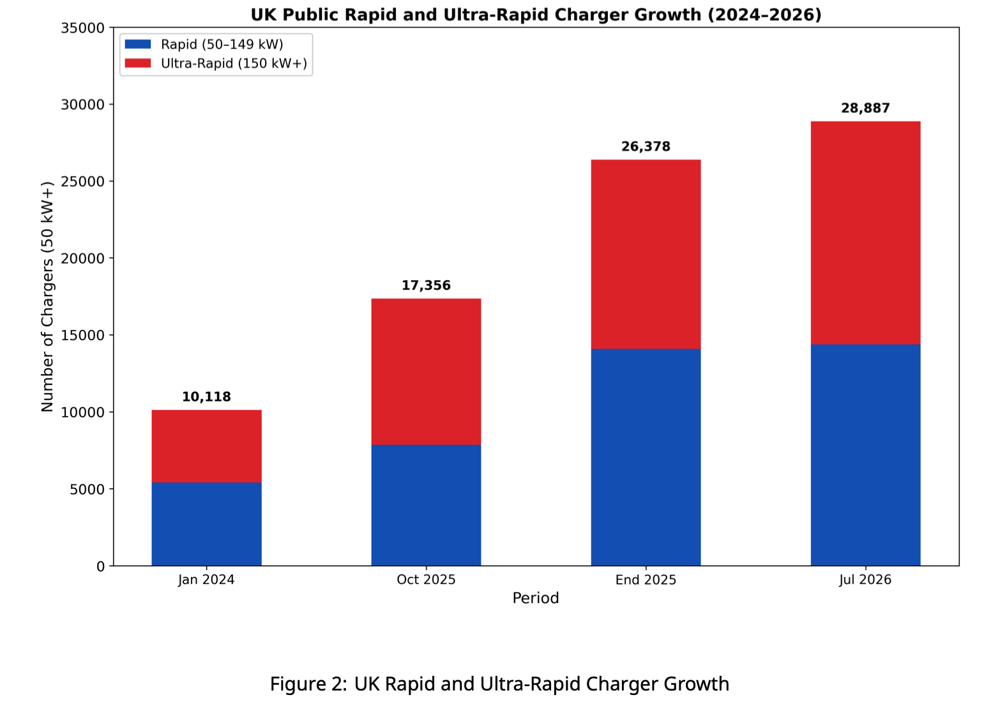 UK Public Rapid and Ultra-Rapid Charger Growth (2024–2026)
Rapid (50–149 kW)
Ultra-Rapid (150 kW+)
Number of Chargers (50 kW+)
35000
30000
25000
20000
15000
10000
5000
0
10,118
17,356
26,378
28,887
Jan 2024
Oct 2025
End 2025
Jul 2026
Period
Figure 2: UK Rapid and Ultra-Rapid Charger Growth